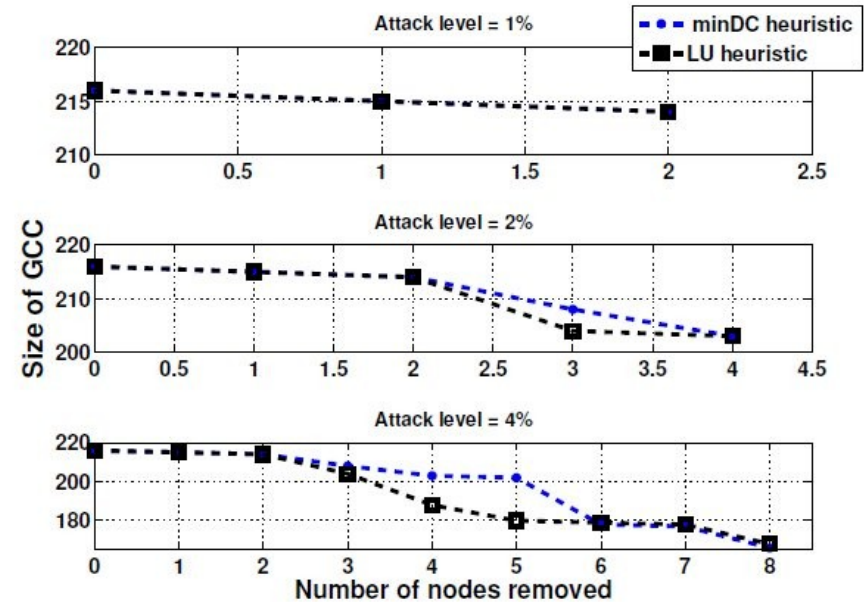 Attack level = 1%
minDC heuristic
LU heuristic
220
215
210
0 0.5 1 1.5 2 2.5
Attack level = 2%
220
210
200
0 0.5 1 1.5 2 2.5 3 3.5 4 4.5
Size of GCC
Attack level = 4%
220
200
180
0 1 2 3 4 5 6 7 8
Number of nodes removed